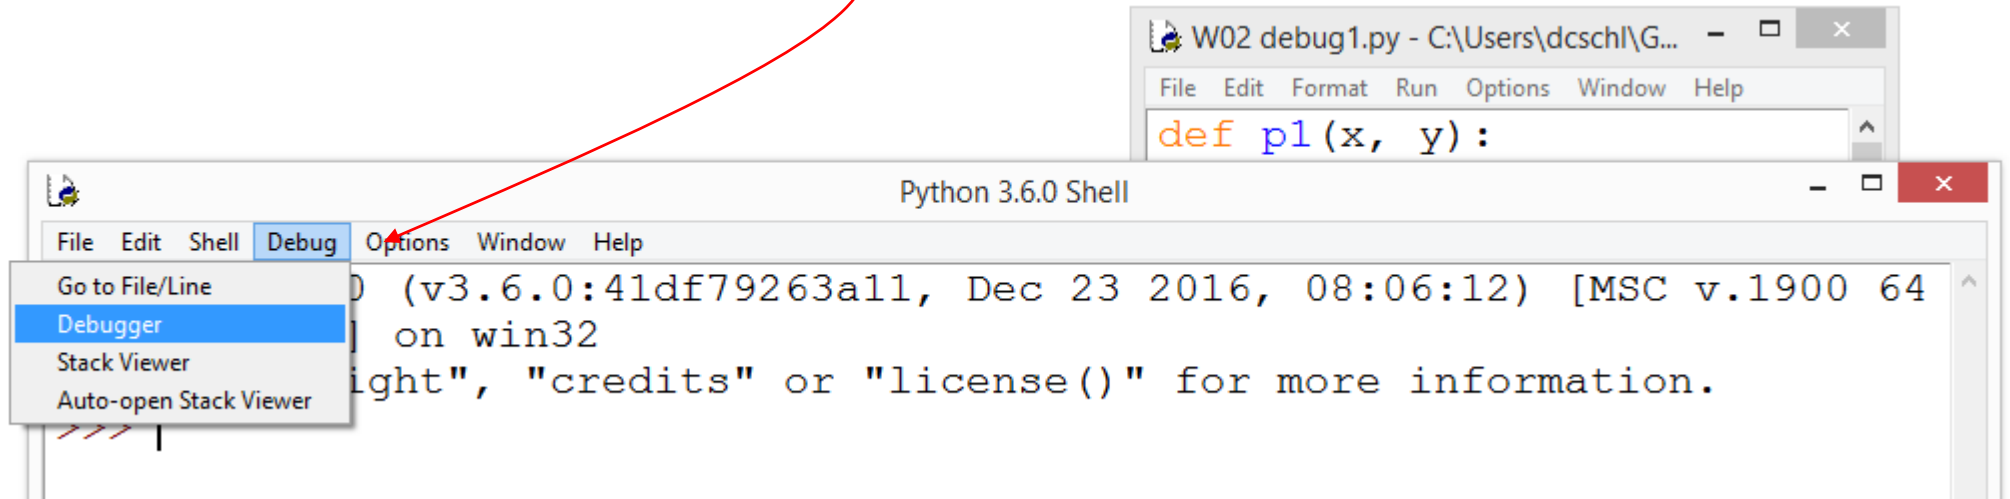 W02 debug1.py - C:\Users\dcschl\G...
File Edit Format Run Options Window Help
def p1(x, y):
Python 3.6.0 Shell
File Edit Shell Debug Options Window Help
Go to File/Line
Debugger
Stack Viewer
Auto-open Stack Viewer
(v3.6.0:41df79263a11, Dec 23 2016, 08:06:12) [MSC v.1900 64
] on win32
ight", "credits" or "license()" for more information.
>>>